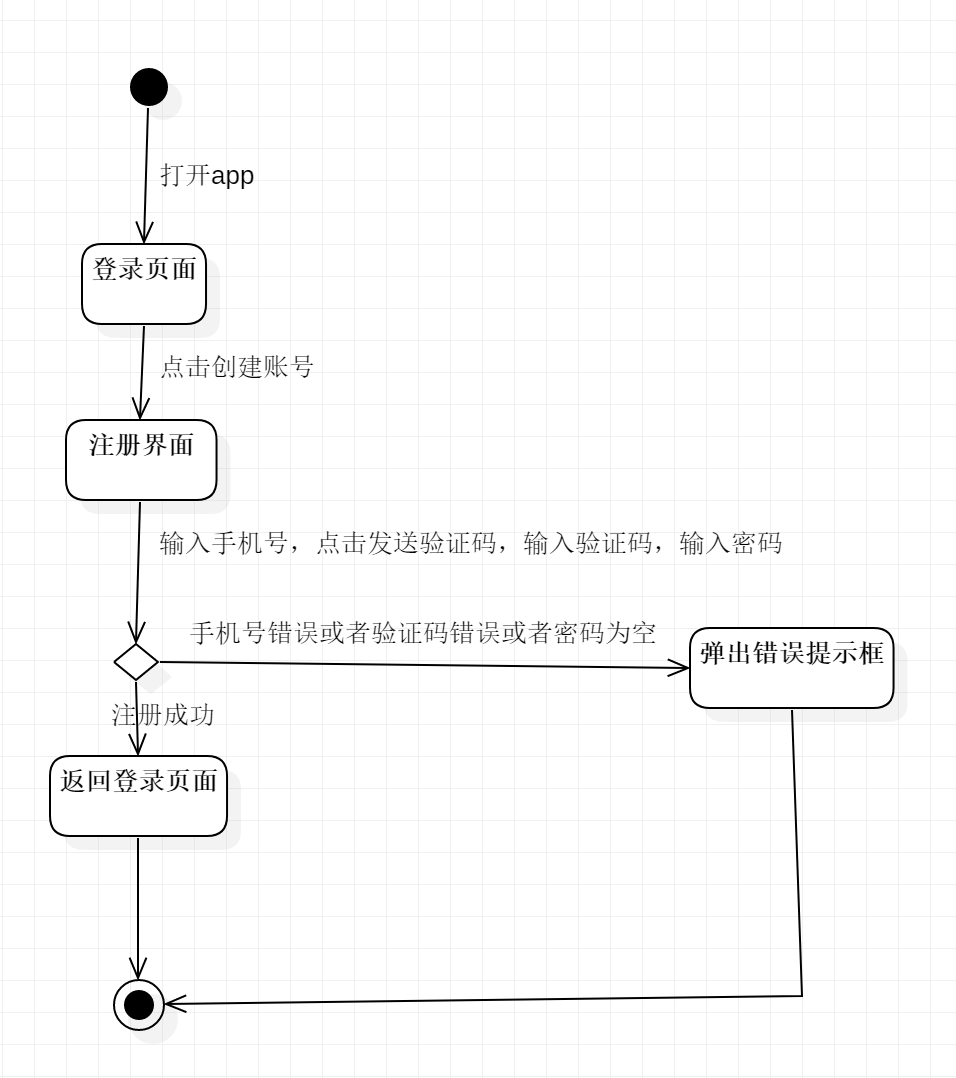 打开app
登录页面
点击创建账号
注册界面
输入手机号，点击发送验证码，输入验证码，输入密码
手机号错误或者验证码错误或者密码为空
弹出错误提示框
注册成功
返回登录页面